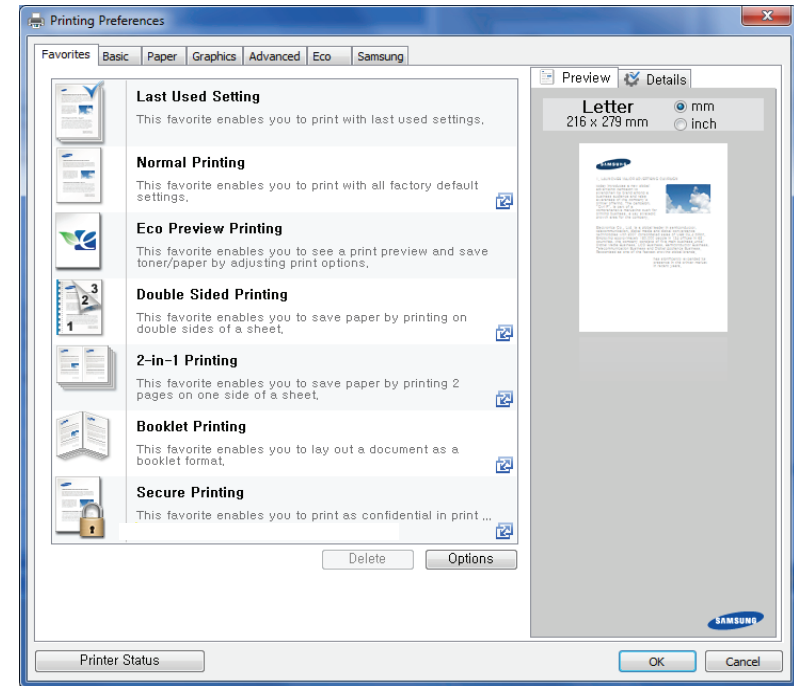 Printing Preferences
Favorites Basic Paper Graphics Advanced Eco Samsung
Last Used Setting
This favorite enables you to print with last used settings.
Normal Printing
This favorite enables you to print with all factory default
settings.
Eco Preview Printing
This favorite enables you to see a print preview and save
toner/paper by adjusting print options.
3
2
1
Double Sided Printing
This favorite enables you to save paper by printing on
double sides of a sheet.
2-in-1 Printing
This favorite enables you to save paper by printing 2
pages on one side of a sheet.
Booklet Printing
This favorite enables you to lay out a document as a
booklet format.
Secure Printing
This favorite enables you to print as confidential in print ...
Delete Options
Preview Details
Letter
216 x 279 mm
mm
inch
SAMSUNG
SAMSUNG
Printer Status
OK Cancel